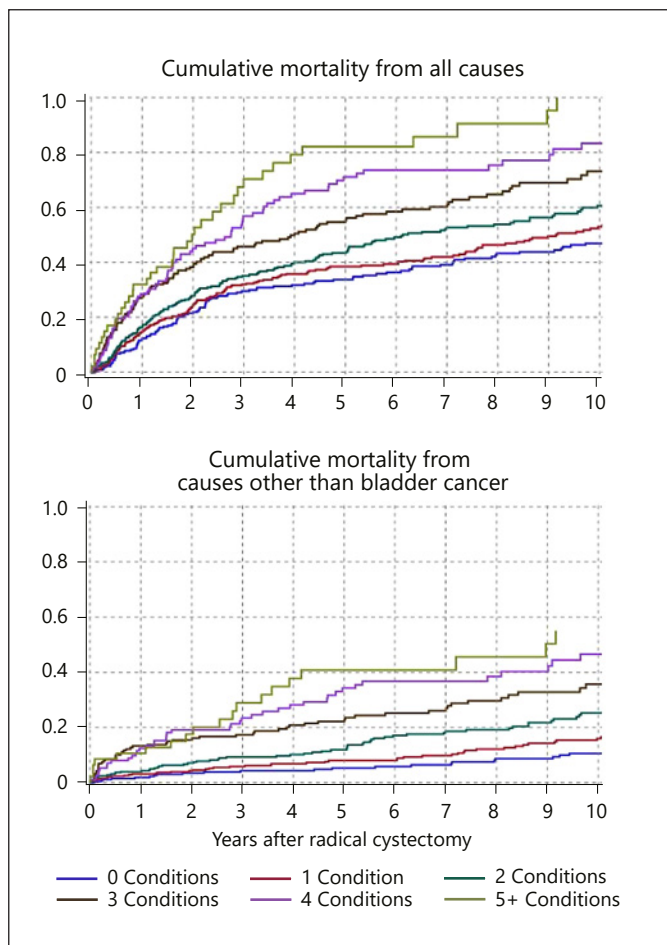 Cumulative mortality from all causes
1.0
0.8
0.6
0.4
0.2
0
0 1 2 3 4 5 6 7 8 9 10
Cumulative mortality from
causes other than bladder cancer
1.0
0.8
0.6
0.4
0.2
0
0 1 2 3 4 5 6 7 8 9 10
Years after radical cystectomy
0 Conditions 1 Condition 2 Conditions
3 Conditions 4 Conditions 5+ Conditions